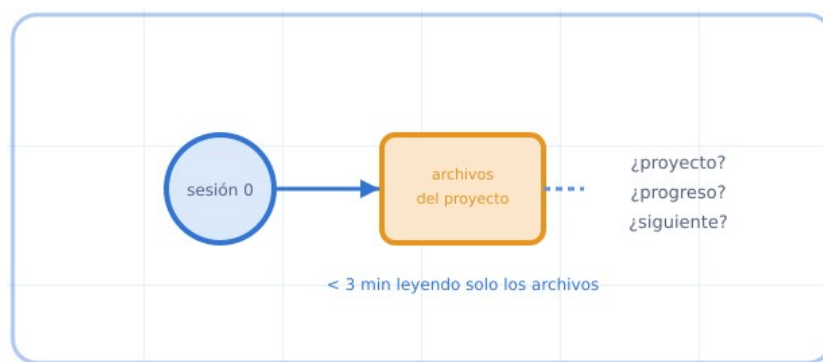 sesión 0
archivos
del proyecto
¿proyecto?
¿progreso?
¿siguiente?
< 3 min leyendo solo los archivos